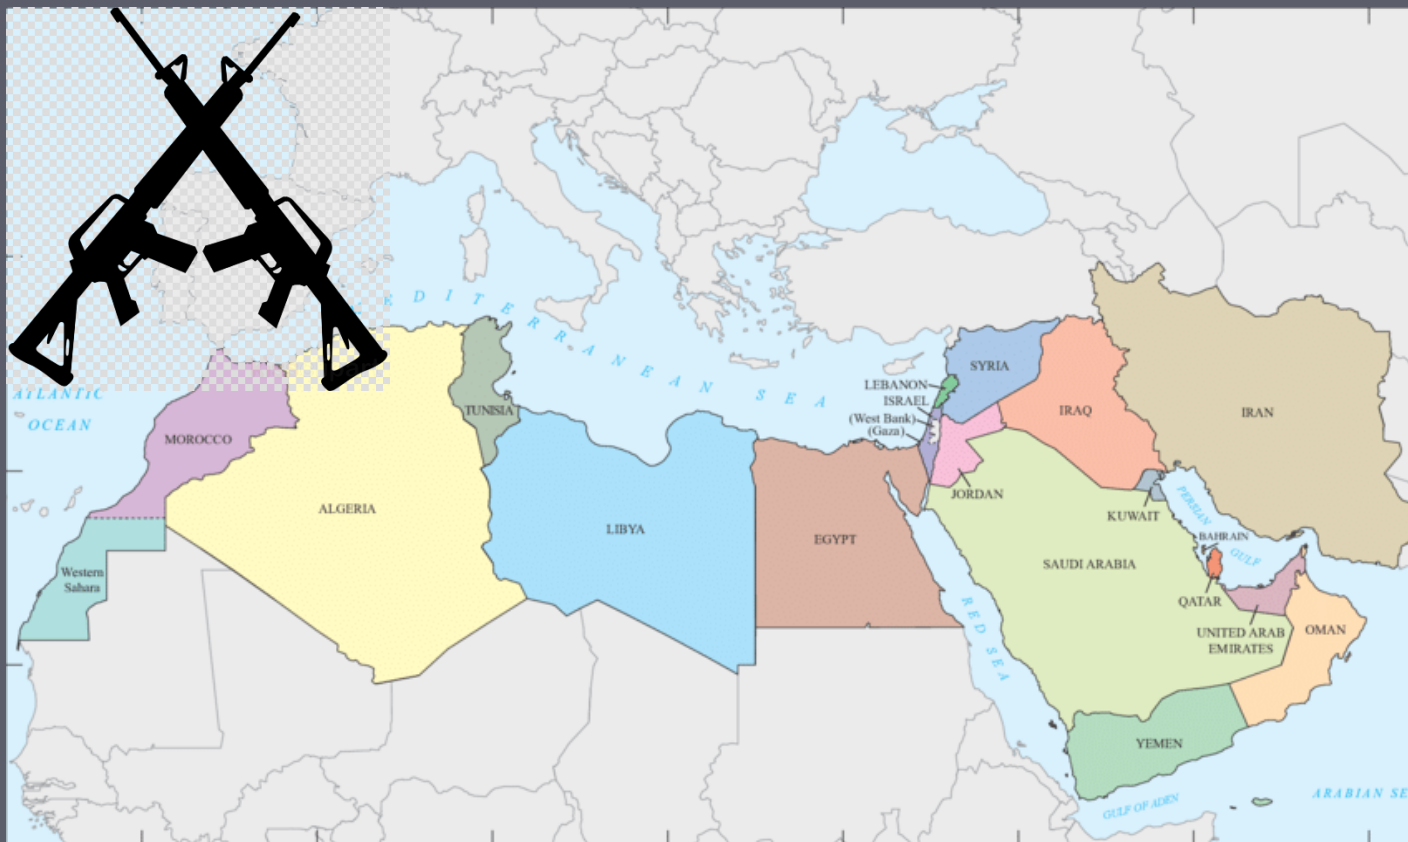 EDITERRANEAN SEA
ATLANTIC
OCEAN
MOROCCO
Western
Sahara
ALGERIA
TUNISIA
LIBYA
EGYPT
LEBANON
ISRAEL
(West Bank)
(Gaza)
SYRIA
JORDAN
IRAQ
IRAN
KUWAIT
PERSIAN
GULF
BAHRAIN
QATAR
SAUDI ARABIA
UNITED ARAB
EMIRATES
OMAN
RED SEA
YEMEN
GULF OF ADEN
ARABIAN SE